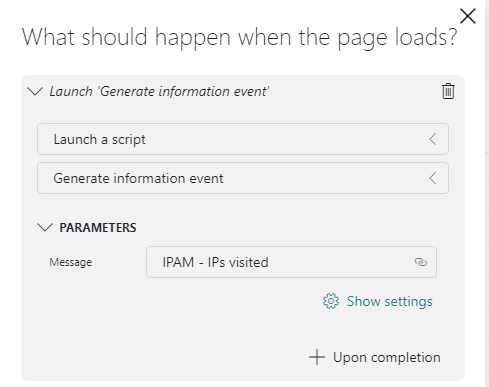 What should happen when the page loads?
Launch 'Generate information event'
Launch a script
Generate information event
PARAMETERS
Message IPAM - IPs visited
Show settings
Upon completion